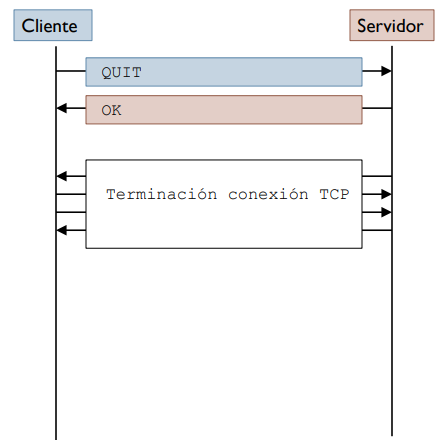 Cliente
Servidor
QUIT
OK
Terminación conexión TCP